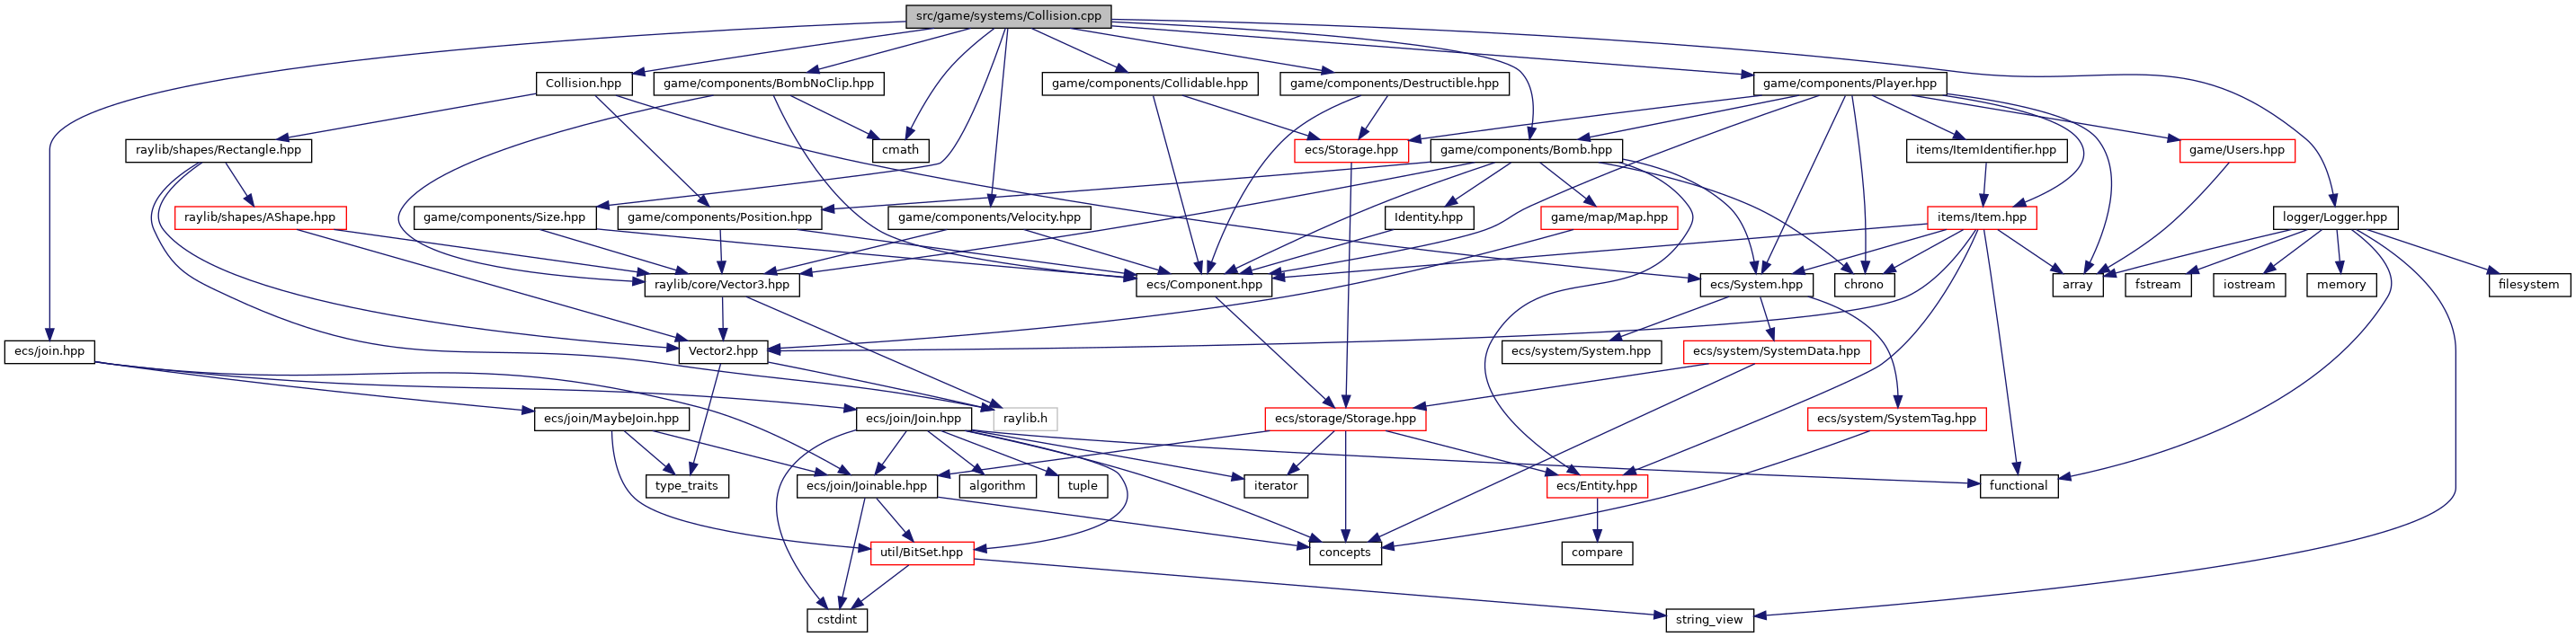 src/game/systems/Collision.cpp
Collision.hpp
game/components/BombNoClip.hpp
game/components/Collidable.hpp
game/components/Destructible.hpp
game/components/Player.hpp
raylib/shapes/Rectangle.hpp
cmath
ecs/Storage.hpp
game/components/Bomb.hpp
items/ItemIdentifier.hpp
game/Users.hpp
raylib/shapes/AShape.hpp
game/components/Size.hpp
game/components/Position.hpp
game/components/Velocity.hpp
Identity.hpp
game/map/Map.hpp
items/Item.hpp
logger/Logger.hpp
raylib/core/Vector3.hpp
ecs/Component.hpp
ecs/System.hpp
chrono
array
fstream
iostream
memory
filesystem
ecs/join.hpp
Vector2.hpp
ecs/system/System.hpp
ecs/system/SystemData.hpp
ecs/join/MaybeJoin.hpp
ecs/join/Join.hpp
raylib.h
ecs/storage/Storage.hpp
ecs/system/SystemTag.hpp
type_traits
ecs/join/Joinable.hpp
algorithm
tuple
iterator
ecs/Entity.hpp
functional
util/BitSet.hpp
concepts
compare
cstdint
string_view